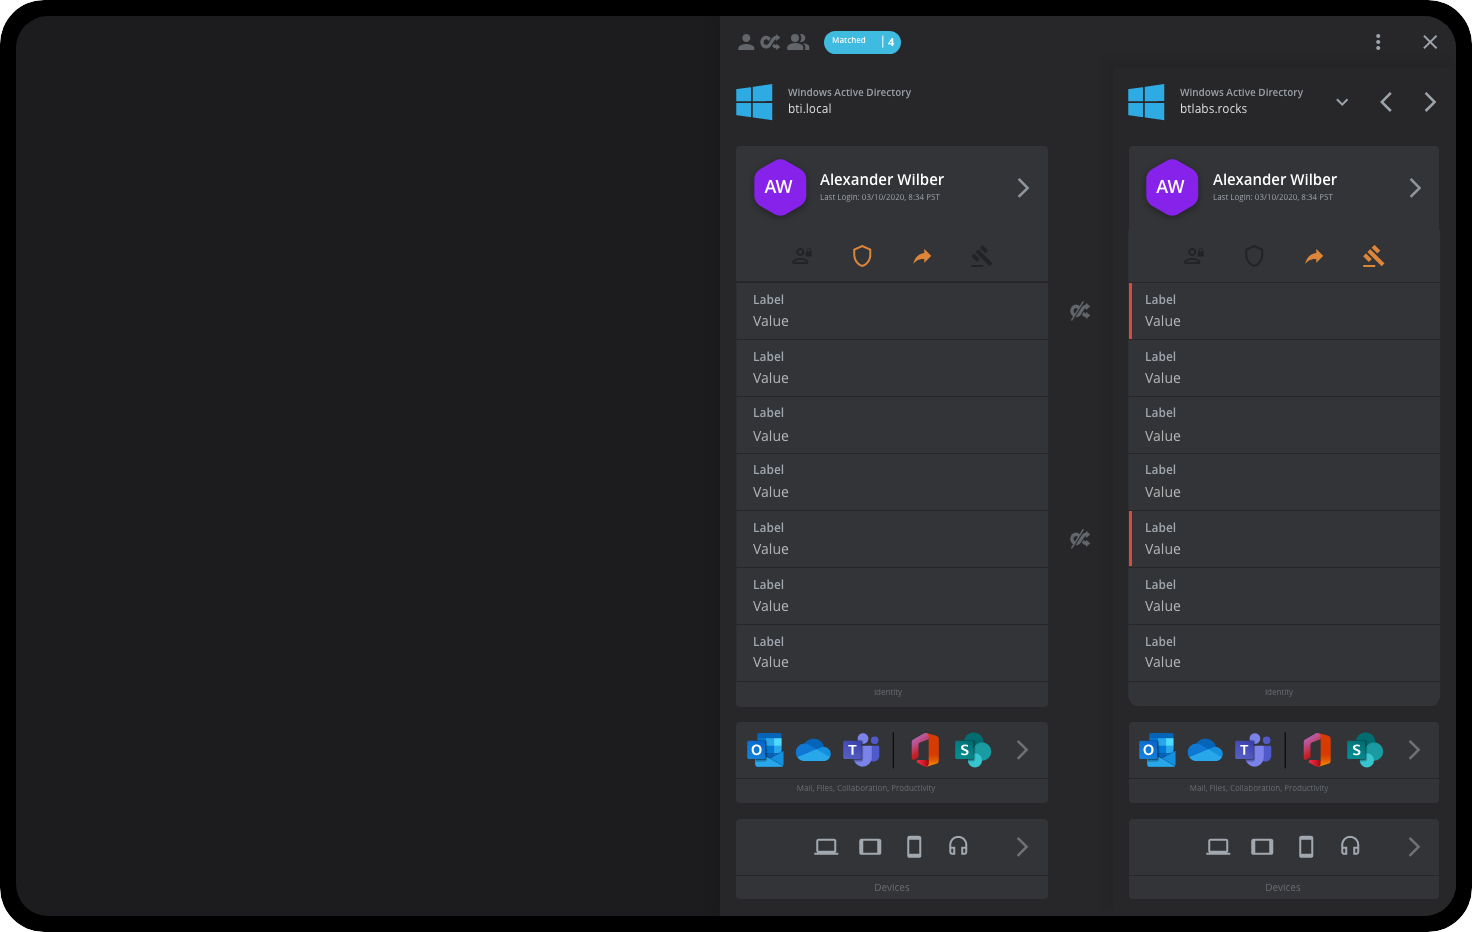 Matched | 4
Windows Active Directory
bti.local
AW
Alexander Wilber
Last Login: 03/10/2020, 8:34 PST
Label
Value
Label
Value
Label
Value
Label
Value
Label
Value
Label
Value
Label
Value
Identity
O
T
S
Mail, Files, Collaboration, Productivity
Devices
Windows Active Directory
btlabs.rocks
AW
Alexander Wilber
Last Login: 03/10/2020, 8:34 PST
Label
Value
Label
Value
Label
Value
Label
Value
Label
Value
Label
Value
Label
Value
Identity
O
T
S
Mail, Files, Collaboration, Productivity
Devices